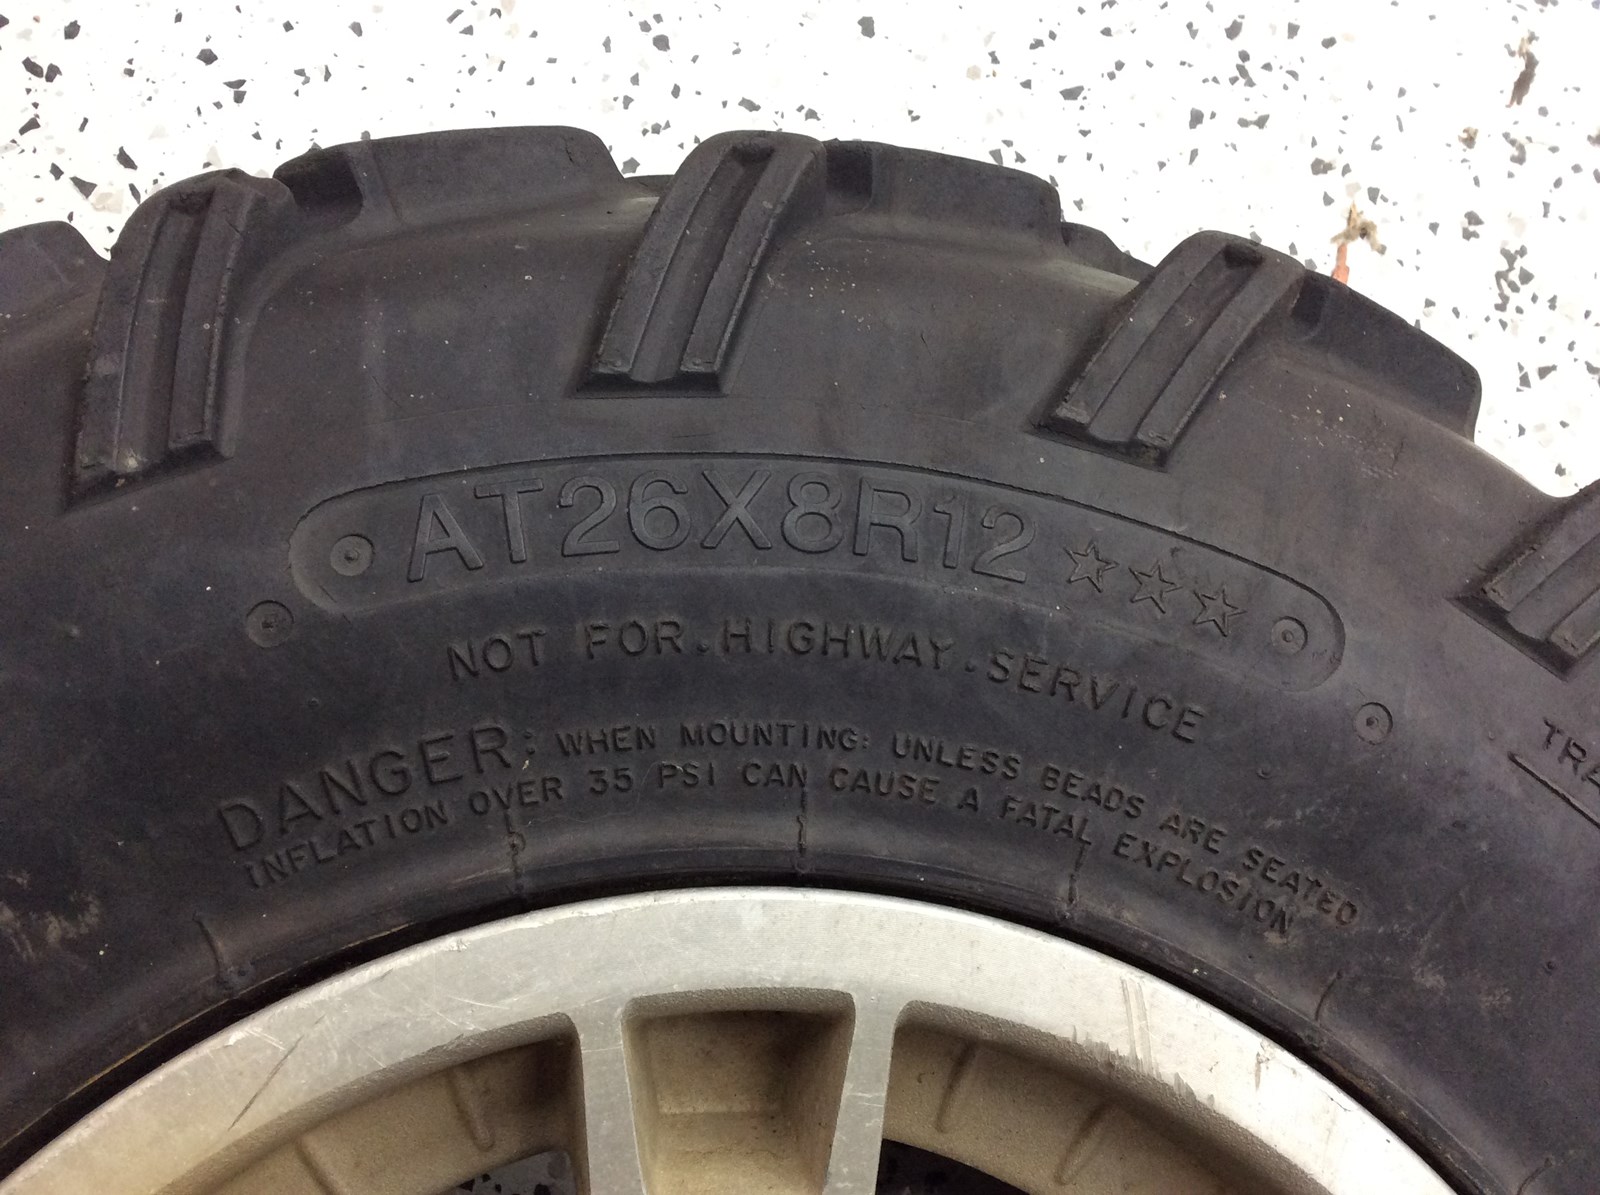 AT26X8R12 ☆☆☆
NOT FOR HIGHWAY SERVICE
DANGER: WHEN MOUNTING: UNLESS BEADS ARE SEATED
INFLATION OVER 35 PSI CAN CAUSE A FATAL EXPLOSION